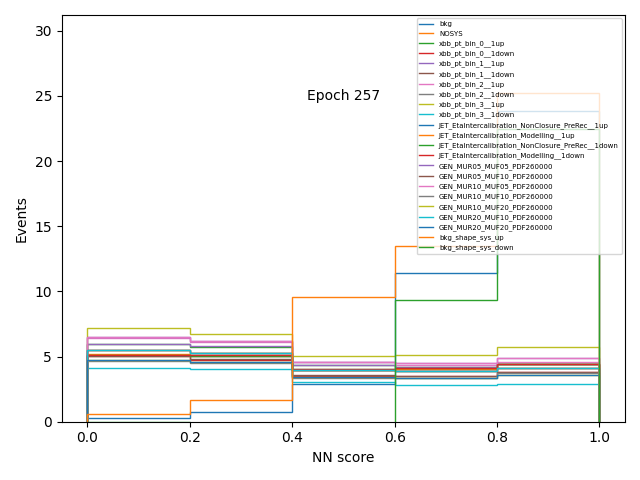 30
25
20
15
10
5
0
Events
Epoch 257
bkg
NOSYS
xbb_pt_bin_0__1up
xbb_pt_bin_0__1down
xbb_pt_bin_1__1up
xbb_pt_bin_1__1down
xbb_pt_bin_2__1up
xbb_pt_bin_2__1down
xbb_pt_bin_3__1up
xbb_pt_bin_3__1down
JET_EtaIntercalibration_NonClosure_PreRec__1up
JET_EtaIntercalibration_Modelling__1up
JET_EtaIntercalibration_NonClosure_PreRec__1down
JET_EtaIntercalibration_Modelling__1down
GEN_MUR05_MUF05_PDF260000
GEN_MUR05_MUF10_PDF260000
GEN_MUR10_MUF05_PDF260000
GEN_MUR10_MUF10_PDF260000
GEN_MUR10_MUF20_PDF260000
GEN_MUR20_MUF10_PDF260000
GEN_MUR20_MUF20_PDF260000
bkg_shape_sys_up
bkg_shape_sys_down
0.0 0.2 0.4 0.6 0.8 1.0
NN score